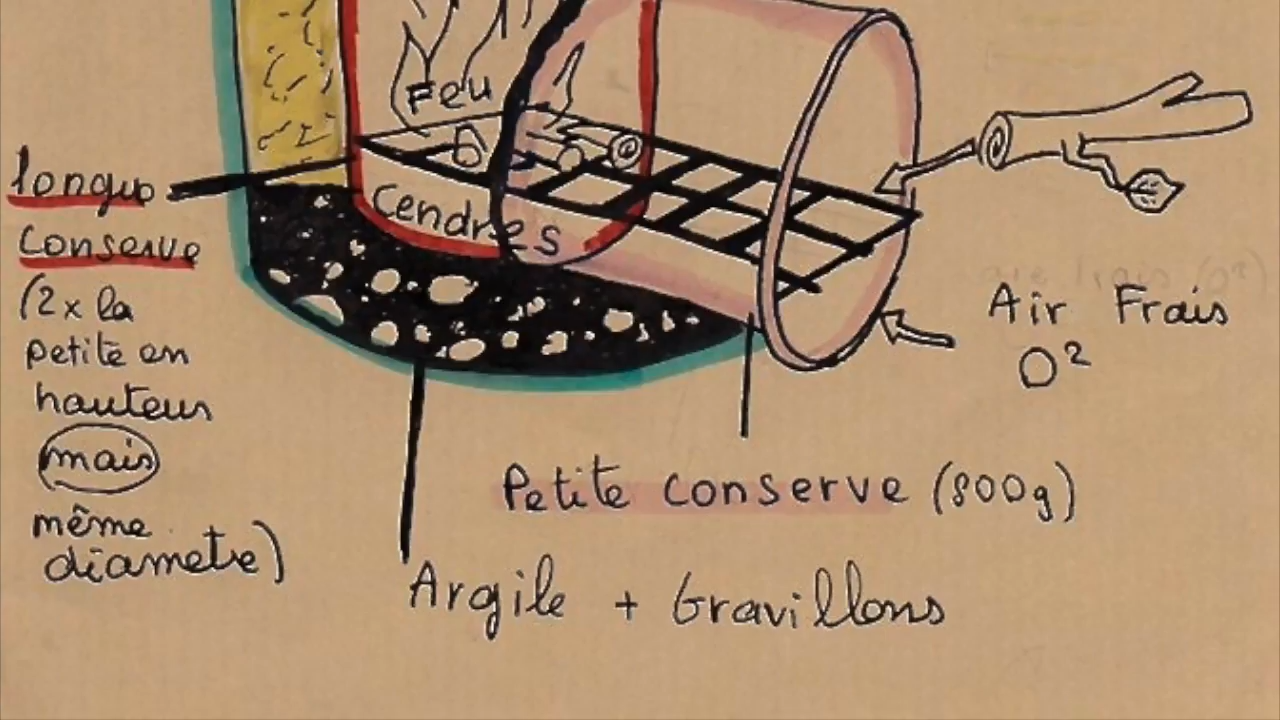 Feu
Cendres
longue
conserve
(2x la
petite en
hauteur
mais
même
diamètre)
Air Frais
O²
Petite conserve (800g)
Argile + Gravillons